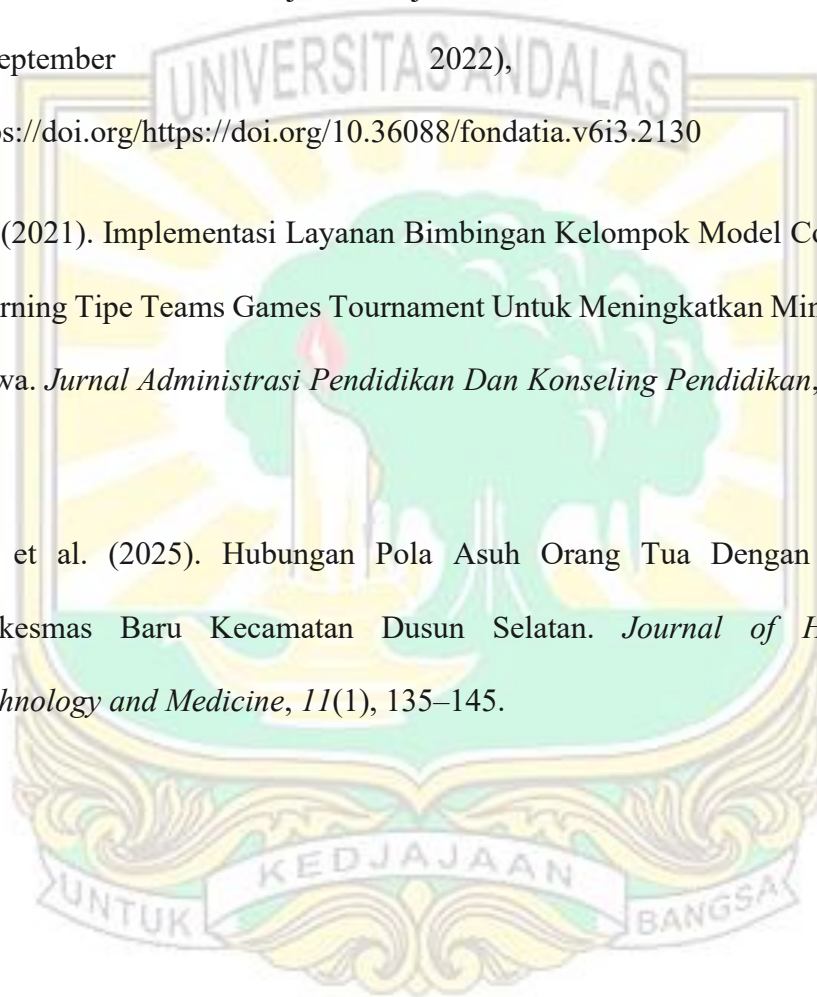 UNIVERSITAS ANDALAS
eptember 2022),
os://doi.org/https://doi.org/10.36088/fondatia.v6i3.2130
(2021). Implementasi Layanan Bimbingan Kelompok Model Co
rning Tipe Teams Games Tournament Untuk Meningkatkan Min
wa. Jurnal Administrasi Pendidikan Dan Konseling Pendidikan,
et al. (2025). Hubungan Pola Asuh Orang Tua Dengan
kesmas Baru Kecamatan Dusun Selatan. Journal of H
hnology and Medicine, 11(1), 135–145.
UNTUK KEDJAJAAN BANGSA